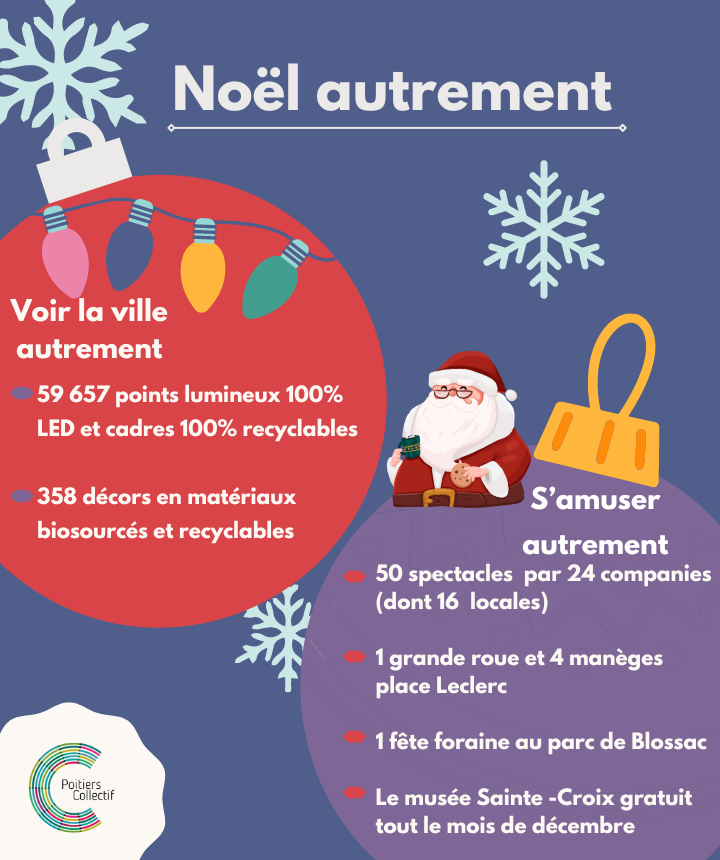 Noël autrement
Voir la ville
autrement
59 657 points lumineux 100%
LED et cadres 100% recyclables
358 décors en matériaux
biosourcés et recyclables
S'amuser
autrement
50 spectacles par 24 companies
(dont 16 locales)
1 grande roue et 4 manèges
place Leclerc
1 fête foraine au parc de Blossac
Le musée Sainte -Croix gratuit
tout le mois de décembre
Poitiers
Collectif